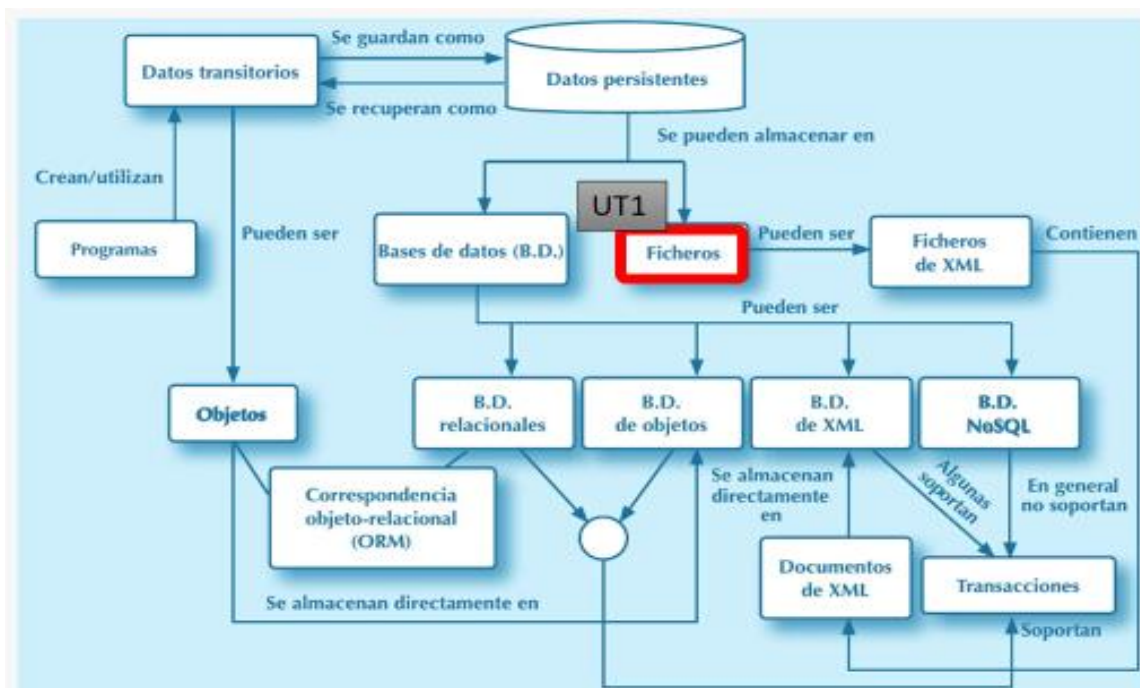 Se guardan como
Datos transitorios
Datos persistentes
Se recuperan como
Se pueden almacenar en
Crean/utilizan
UT1
Programas
Pueden ser
Bases de datos (B.D.)
Ficheros
Pueden ser
Ficheros
de XML
Contienen
Pueden ser
Objetos
B.D.
relacionales
B.D.
de objetos
B.D.
de XML
B.D.
NoSQL
Correspondencia
objeto-relacional
(ORM)
Se almacenan
directamente
en
Algunas
soportan
En general
no soportan
Documentos
de XML
Transacciones
Se almacenan directamente en
Soportan